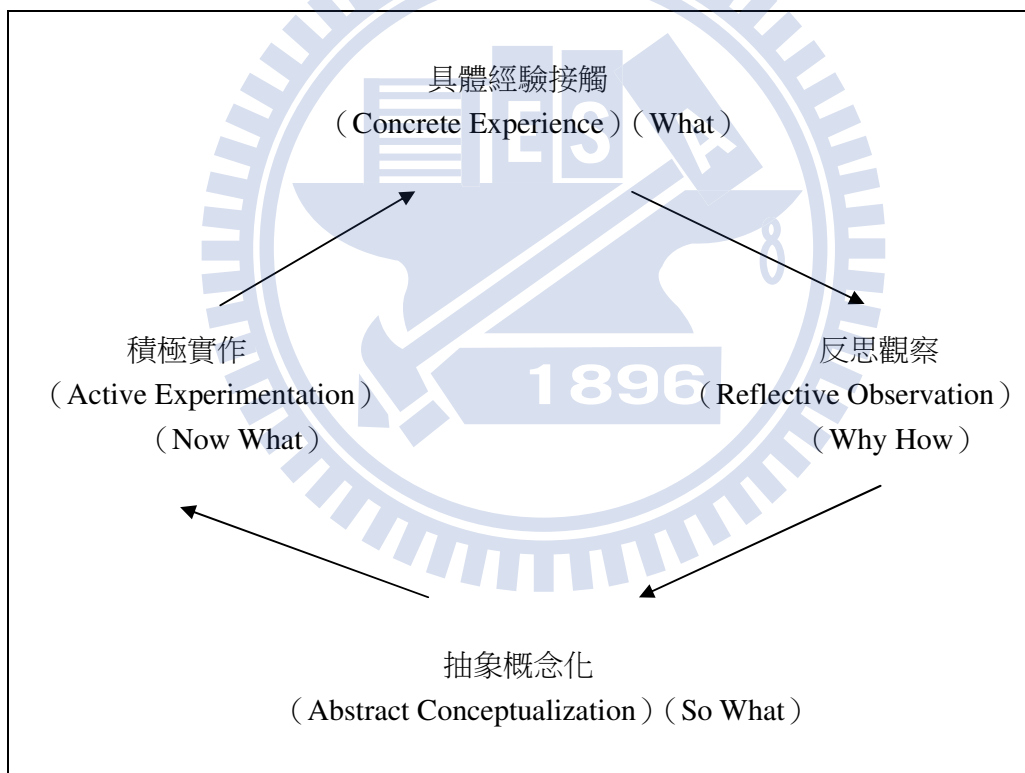 具體經驗接觸
（Concrete Experience）（What）
積極實作
（Active Experimentation）
（Now What）
反思觀察
（Reflective Observation）
（Why How）
抽象概念化
（Abstract Conceptualization）（So What）
E S A
8
1896